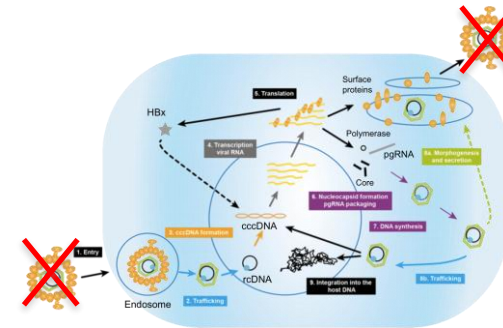 5. Translation
Surface
proteins
HBx
4. Transcription
viral RNA
Polymerase
pgRNA
8a. Morphogenesis
and secretion
Core
6. Nucleocapsid formation
pgRNA packaging
cccDNA
7. DNA synthesis
3. cccDNA formation
1. Entry
rcDNA
9. Integration into the
host DNA
8b. Trafficking
Endosome
2. Trafficking